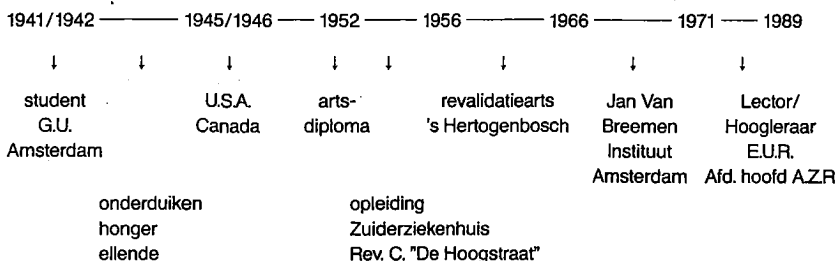 1941/1942 —— 1945/1946 —— 1952 —— 1956 —— 1966 —— 1971 —— 1989
↓ ↓ ↓ ↓ ↓ ↓ ↓ ↓
student U.S.A. arts- revalidatiearts Jan Van Lector/
G.U. Canada diploma 's Hertogenbosch Breemen Hoogleraar
Amsterdam Instituut E.U.R.
Amsterdam Afd. hoofd A.Z.R
onderduiken opleiding
honger Zuiderziekenhuis
ellende Rev. C. "De Hoogstraat"